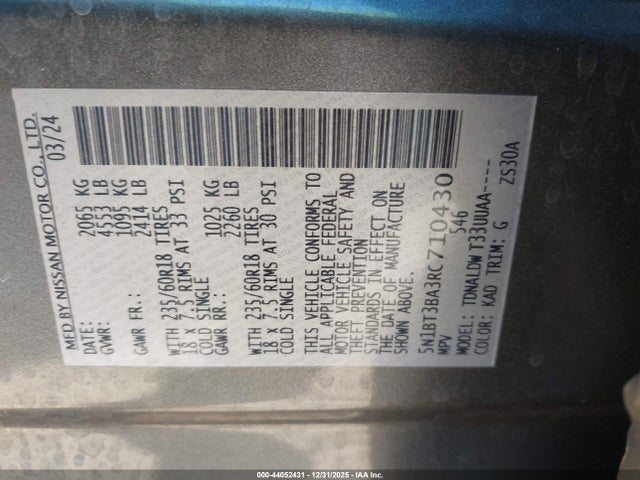 MFD BY NISSAN MOTOR CO., LTD.
DATE: 03/24
GVWR: 2065 KG
4553 LB
GAWR FR.: 1095 KG
2414 LB
WITH 235/60R18 TIRES
18 x 7.5 RIMS AT 33 PSI
COLD SINGLE
GAWR RR.: 1025 KG
2260 LB
WITH 235/60R18 TIRES
18 x 7.5 RIMS AT 30 PSI
COLD SINGLE
THIS VEHICLE CONFORMS TO
ALL APPLICABLE FEDERAL
MOTOR VEHICLE SAFETY AND
THEFT PREVENTION
STANDARDS IN EFFECT ON
THE DATE OF MANUFACTURE
SHOWN ABOVE.
5N1BT3BA3RC710430
MPV S46
MODEL: TDNALDW T33UUAA----
COLOR: KAD TRIM: G ZS30A
000-44052431 - 12/31/2025 - IAA Inc.